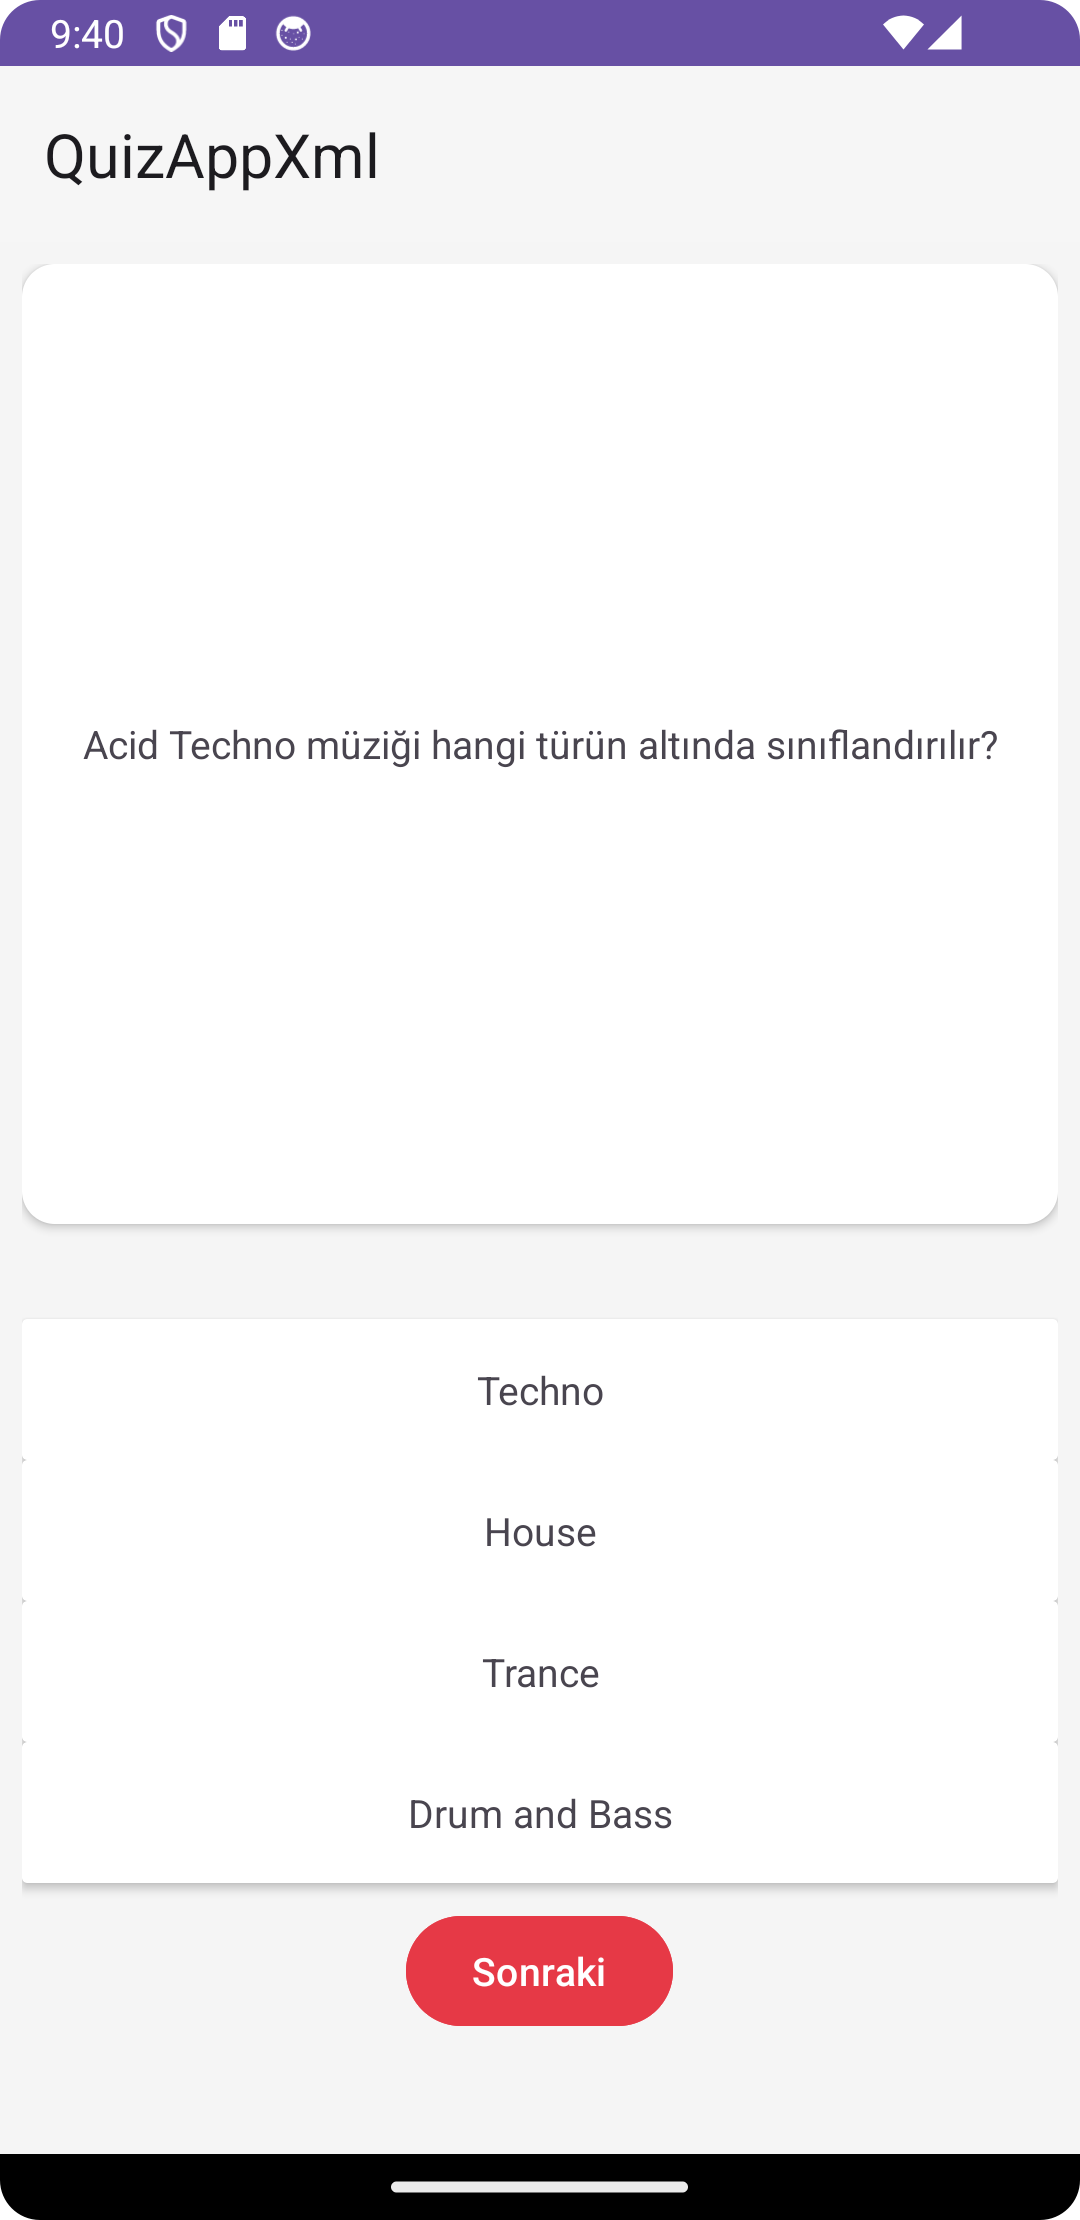 9:40
QuizAppXml
Acid Techno müziği hangi türün altında sınıflandırılır?
Techno
House
Trance
Drum and Bass
Sonraki